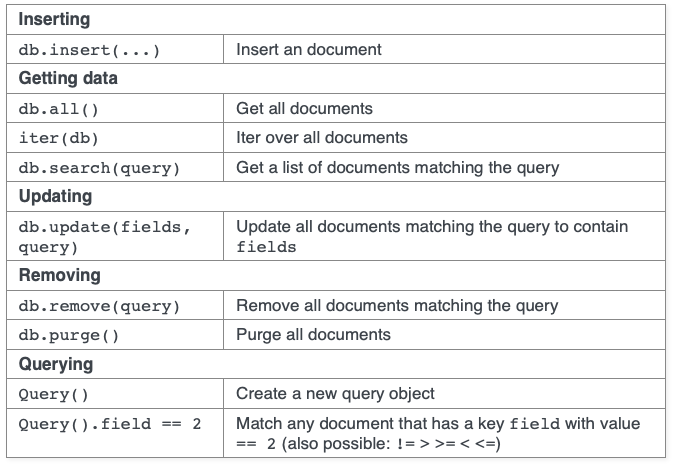 Inserting
db.insert(...) Insert an document
Getting data
db.all() Get all documents
iter(db) Iter over all documents
db.search(query) Get a list of documents matching the query
Updating
db.update(fields, Update all documents matching the query to contain
query) fields
Removing
db.remove(query) Remove all documents matching the query
db.purge() Purge all documents
Querying
Query() Create a new query object
Query().field == 2 Match any document that has a key field with value
== 2 (also possible: != > >= < <=)